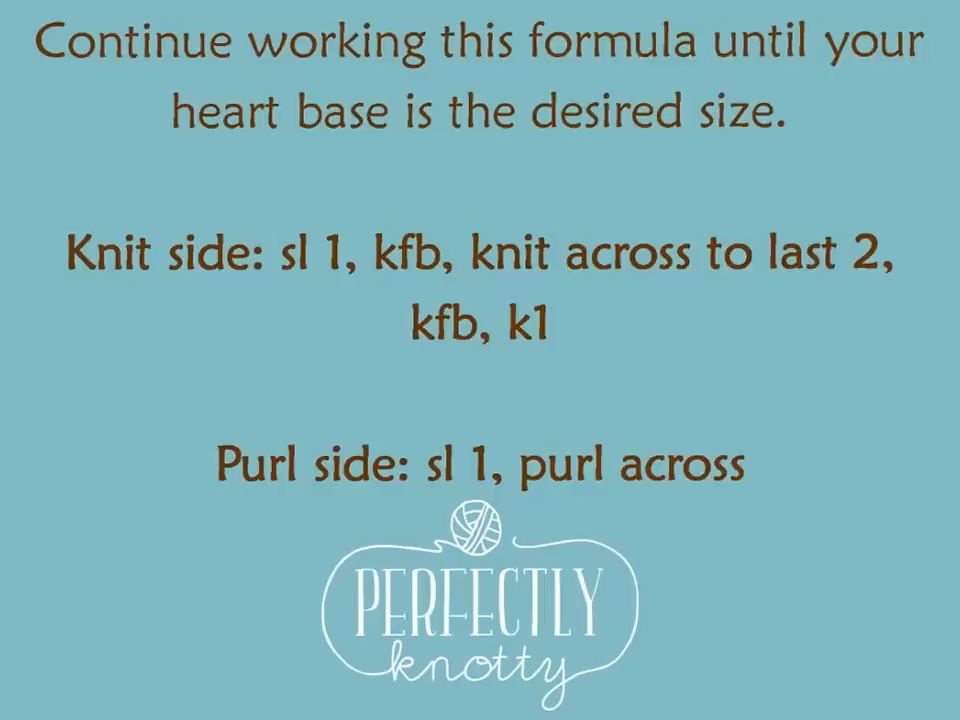 Continue working this formula until your
heart base is the desired size.
Knit side: sl 1, kfb, knit across to last 2,
kfb, k1
Purl side: sl 1, purl across
PERFECTLY
knotty